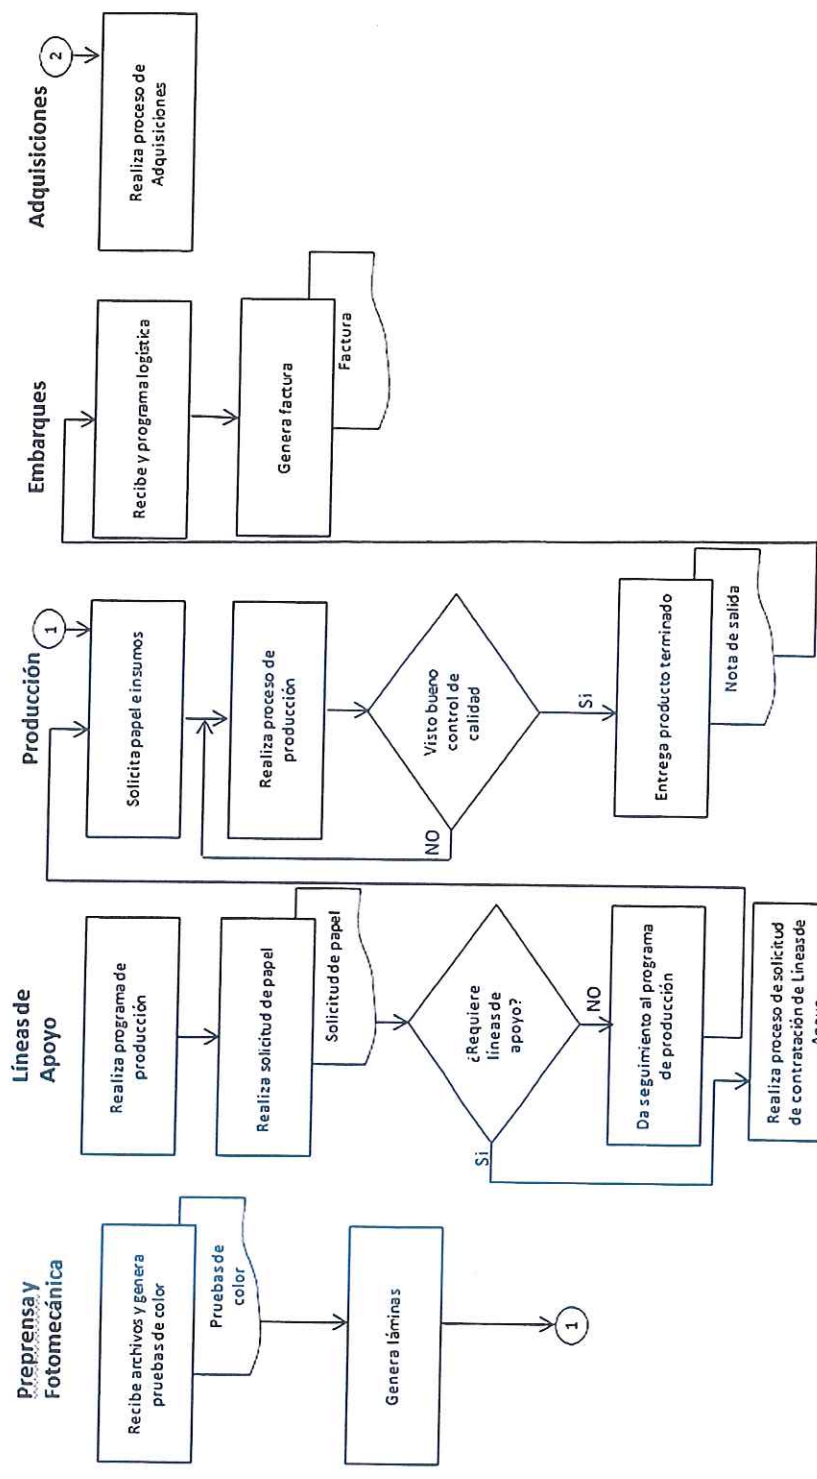 Preprensa y
Fotomecánica
Recibe archivos y genera
pruebas de color
Pruebas de
color
Genera láminas
1
Líneas de
Apoyo
Realiza programa de
producción
Realiza solicitud de papel
Solicitud de papel
¿Requiere
líneas de
apoyo?
Si
NO
Da seguimiento al programa
de producción
Realiza proceso de solicitud
de contratación de Líneas de
Apoyo
Producción
1
Solicita papel e insumos
Realiza proceso de
producción
Visto bueno
control de
calidad
NO
Si
Entrega producto terminado
Nota de salida
Embarques
Recibe y programa logística
Genera factura
Factura
Adquisiciones
2
Realiza proceso de
Adquisiciones